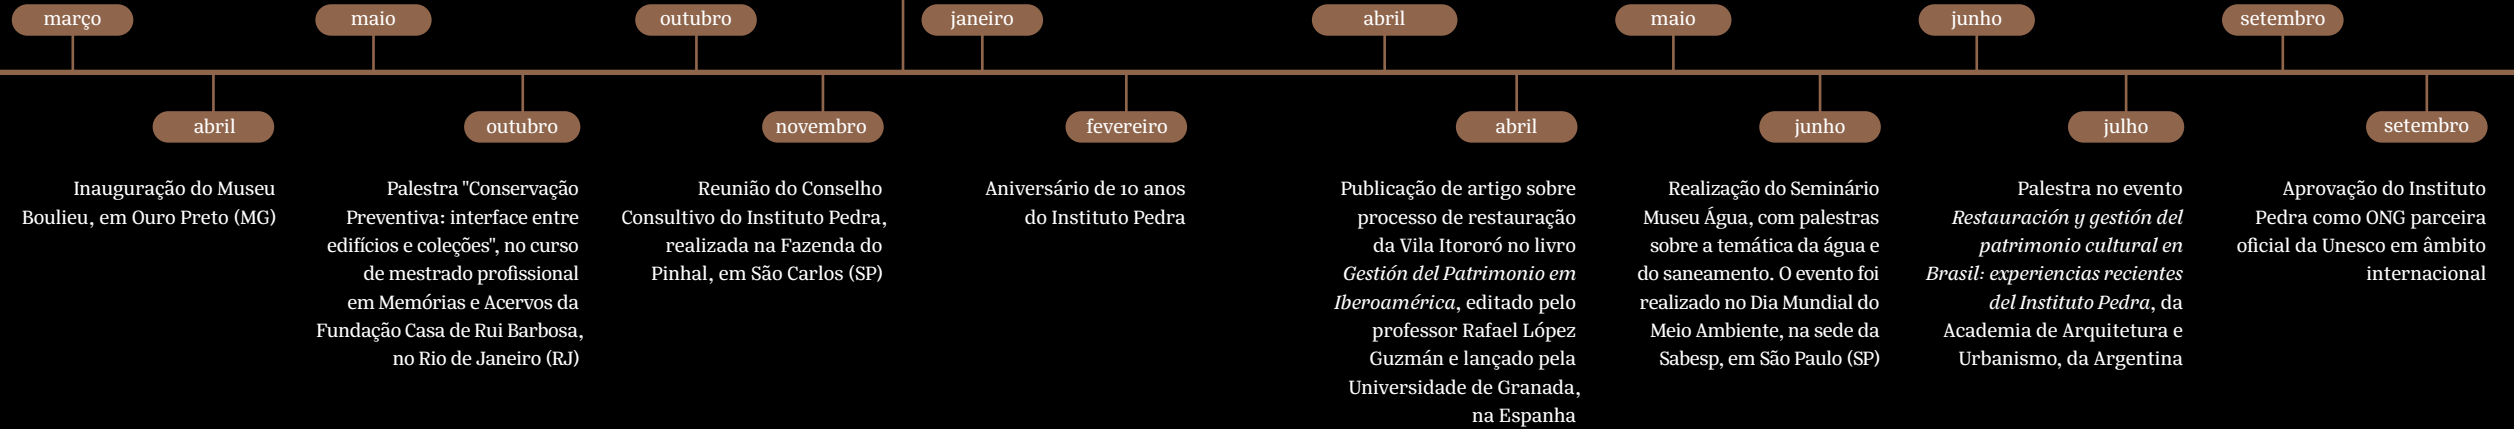 março
maio
outubro
janeiro
abril
maio
junho
setembro
abril
Inauguração do Museu
Boulieu, em Ouro Preto (MG)
outubro
Palestra "Conservação
Preventiva: interface entre
edifícios e coleções", no curso
de mestrado profissional
em Memórias e Acervos da
Fundação Casa de Rui Barbosa,
no Rio de Janeiro (RJ)
novembro
Reunião do Conselho
Consultivo do Instituto Pedra,
realizada na Fazenda do
Pinhal, em São Carlos (SP)
fevereiro
Aniversário de 10 anos
do Instituto Pedra
abril
Publicação de artigo sobre
processo de restauração
da Vila Itororó no livro
Gestión del Patrimonio em
Iberoamérica, editado pelo
professor Rafael López
Guzmán e lançado pela
Universidade de Granada,
na Espanha
junho
Realização do Seminário
Museu Água, com palestras
sobre a temática da água e
do saneamento. O evento foi
realizado no Dia Mundial do
Meio Ambiente, na sede da
Sabesp, em São Paulo (SP)
julho
Palestra no evento
Restauración y gestión del
patrimonio cultural en
Brasil: experiencias recientes
del Instituto Pedra, da
Academia de Arquitetura e
Urbanismo, da Argentina
setembro
Aprovação do Instituto
Pedra como ONG parceira
oficial da Unesco em âmbito
internacional